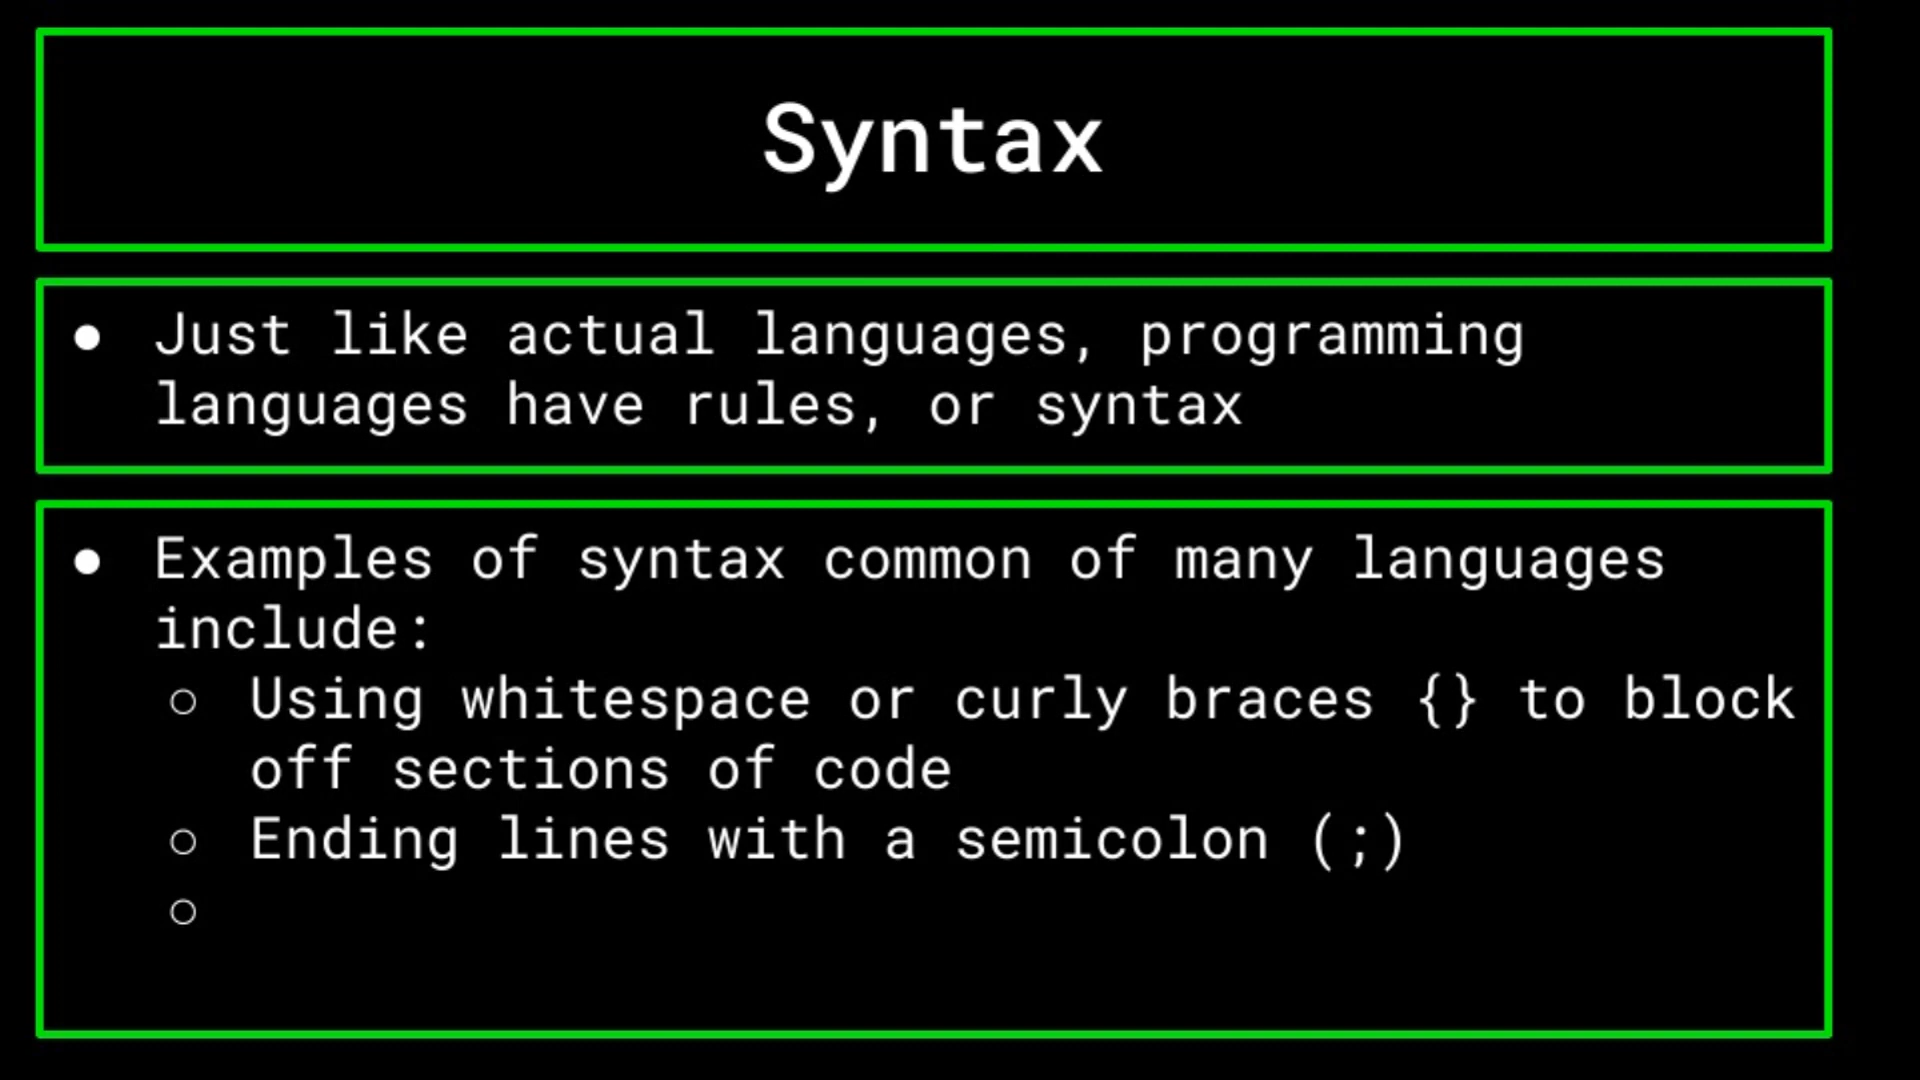 Syntax
● Just like actual languages, programming
languages have rules, or syntax
● Examples of syntax common of many languages
include:
○ Using whitespace or curly braces {} to block
off sections of code
○ Ending lines with a semicolon (;)
○